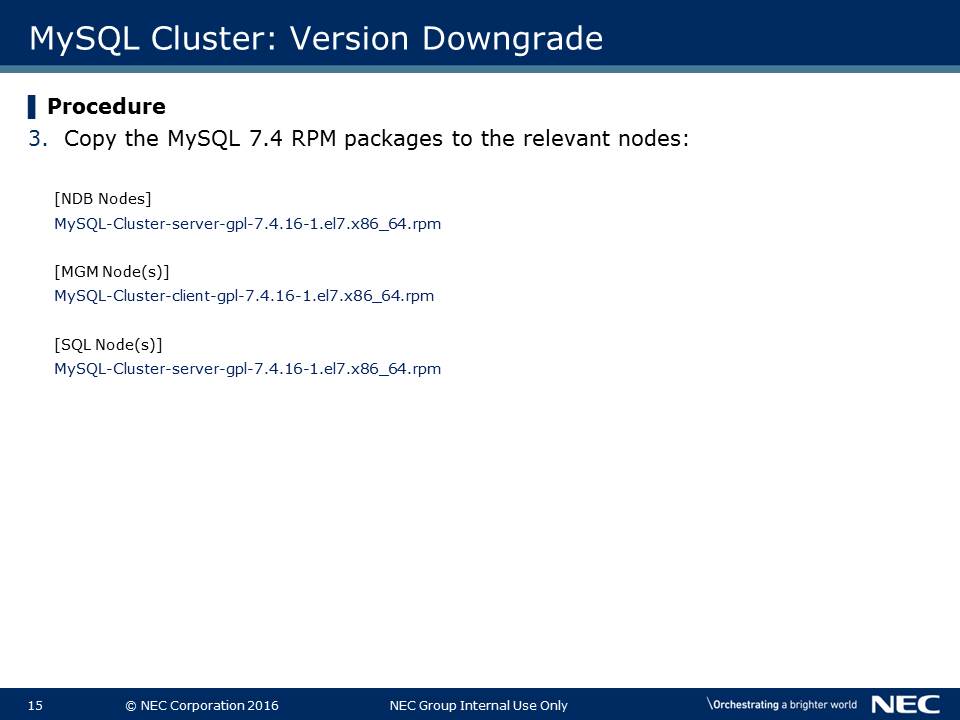 MySQL Cluster: Version Downgrade
Procedure
3. Copy the MySQL 7.4 RPM packages to the relevant nodes:
[NDB Nodes]
MySQL-Cluster-server-gpl-7.4.16-1.el7.x86_64.rpm
[MGM Node(s)]
MySQL-Cluster-client-gpl-7.4.16-1.el7.x86_64.rpm
[SQL Node(s)]
MySQL-Cluster-server-gpl-7.4.16-1.el7.x86_64.rpm
15 © NEC Corporation 2016 NEC Group Internal Use Only \Orchestrating a brighter world NEC